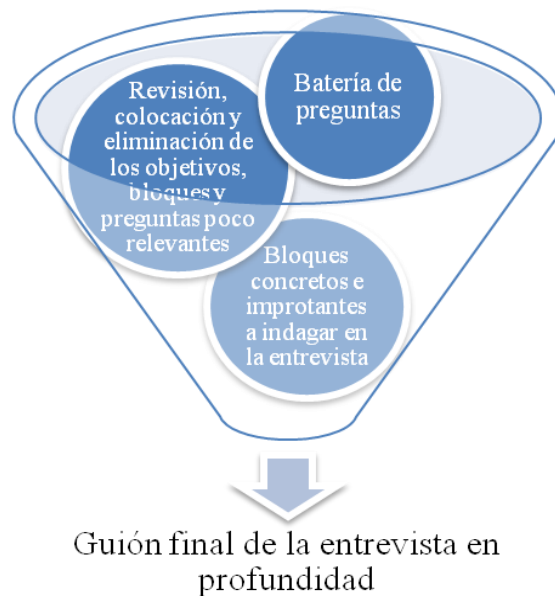 Batería de
preguntas
Revisión,
colocación y
eliminación de
los objetivos,
bloques y
preguntas poco
relevantes
Bloques
concretos e
improtantes
a indagar en
la entrevista
Guión final de la entrevista en
profundidad